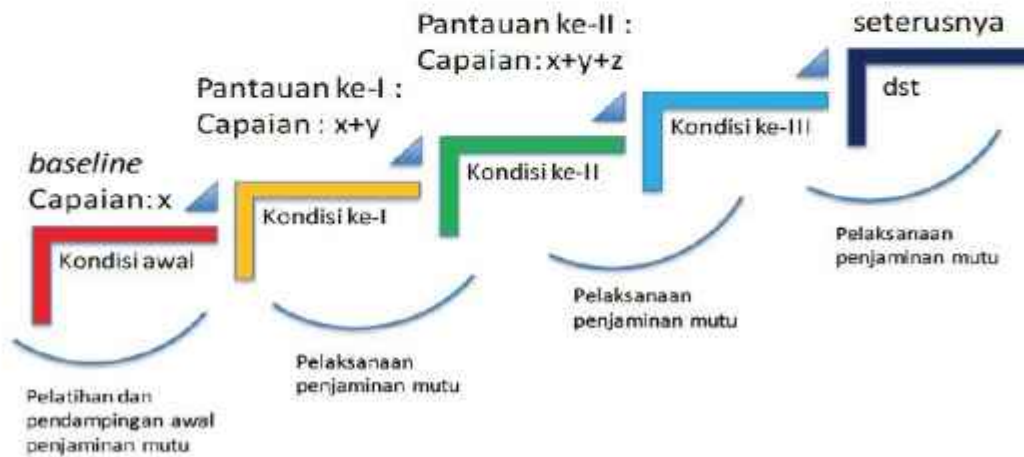 baseline
Capaian: x
Kondisi awal
Pelatihan dan
pendampingan awal
penjaminan mutu
Pantauan ke-I :
Capaian : x+y
Kondisi ke-I
Pelaksanaan
penjaminan mutu
Pantauan ke-II :
Capaian: x+y+z
Kondisi ke-II
Pelaksanaan
penjaminan mutu
Kondisi ke-III
seterusnya
dst
Pelaksanaan
penjaminan mutu